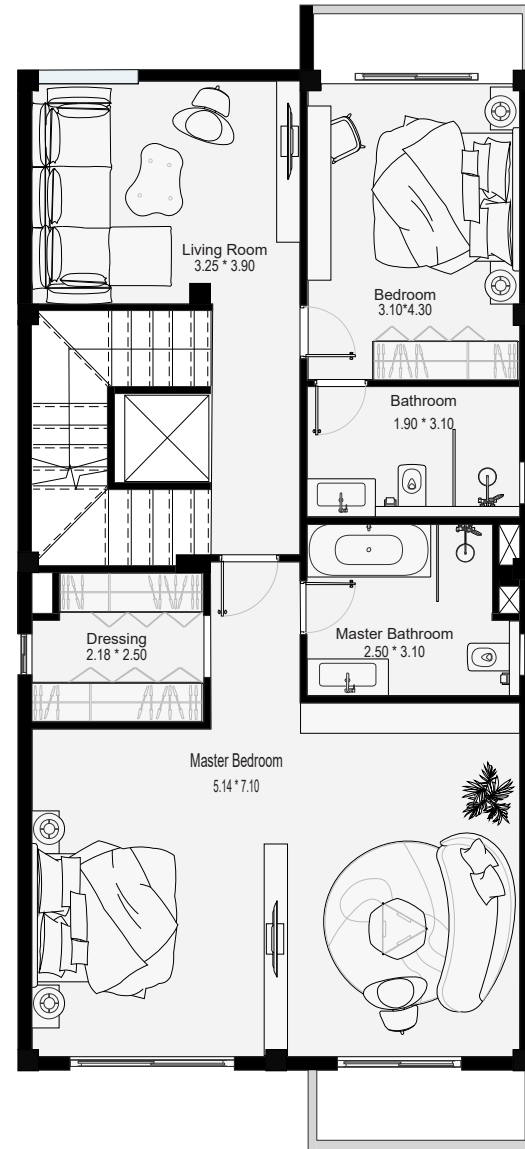 Living Room
3.25 * 3.90
Bedroom
3.10*4.30
Bathroom
1.90 * 3.10
Dressing
2.18 * 2.50
Master Bathroom
2.50 * 3.10
Master Bedroom
5.14 * 7.10